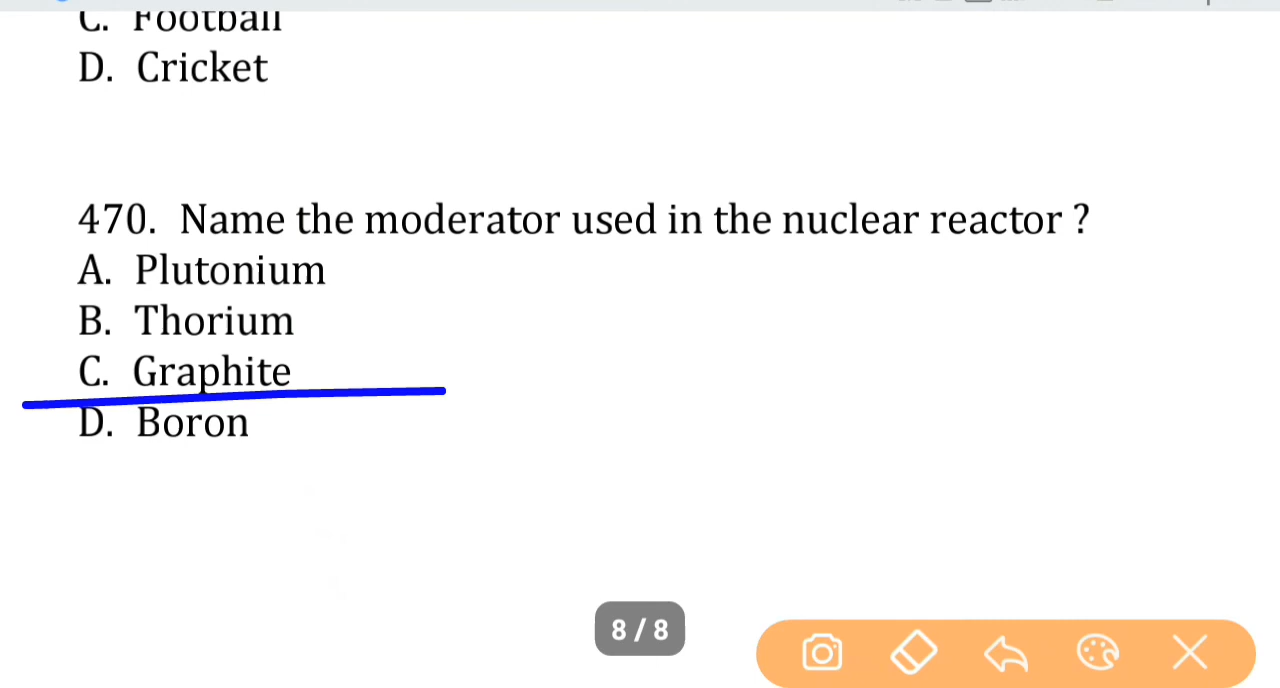 C. Football
D. Cricket
470. Name the moderator used in the nuclear reactor ?
A. Plutonium
B. Thorium
C. Graphite
D. Boron
8 / 8